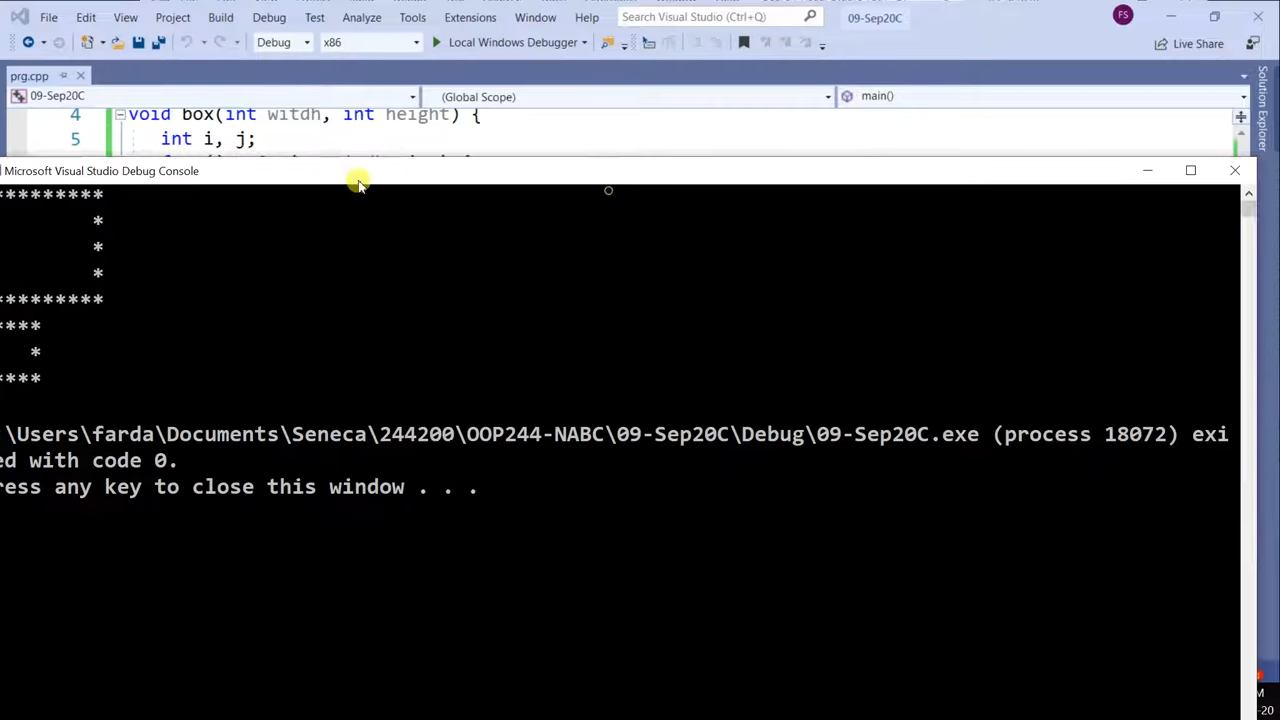 File Edit View Project Build Debug Test Analyze Tools Extensions Window Help Search Visual Studio (Ctrl+Q) 09-Sep20C FS
Debug x86 Local Windows Debugger Live Share
prg.cpp
09-Sep20C (Global Scope) main()
4 void box(int witdh, int height) {
5 int i, j;
Solution Explorer
Microsoft Visual Studio Debug Console
*********
*
*
*
*********
****
*
****
\Users\farda\Documents\Seneca\244200\OOP244-NABC\09-Sep20C\Debug\09-Sep20C.exe (process 18072) exi
ed with code 0.
ress any key to close this window . . .
M
-20